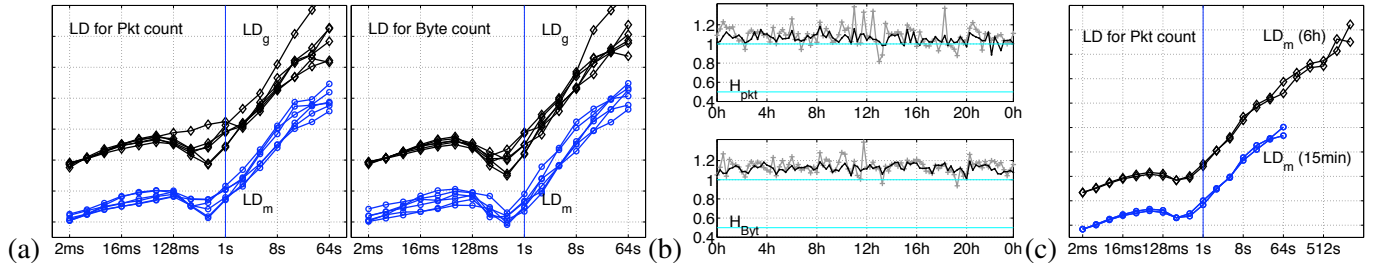 (a)
LD for Pkt count
LD_g
LD_m
2ms 16ms 128ms 1s 8s 64s
LD for Byte count
LD_g
LD_m
2ms 16ms 128ms 1s 8s 64s
(b)
1.2
1
0.8
0.6
0.4
H_pkt
0h 4h 8h 12h 16h 20h 0h
1.2
1
0.8
0.6
0.4
H_Byt
0h 4h 8h 12h 16h 20h 0h
(c)
LD for Pkt count
LD_m (6h)
LD_m (15min)
2ms 16ms 128ms 1s 8s 64s 512s